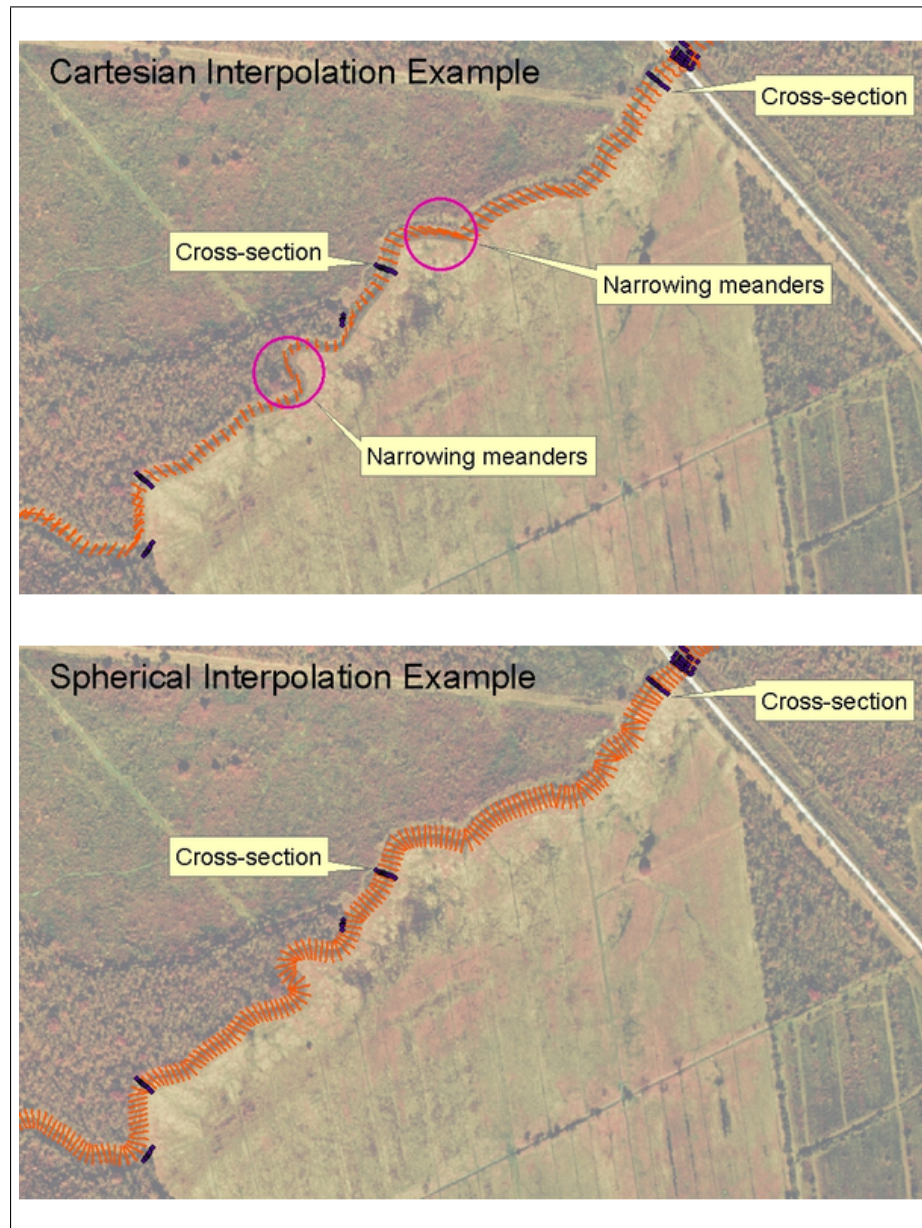 Cartesian Interpolation Example
Cross-section
Cross-section
Narrowing meanders
Narrowing meanders
Spherical Interpolation Example
Cross-section
Cross-section